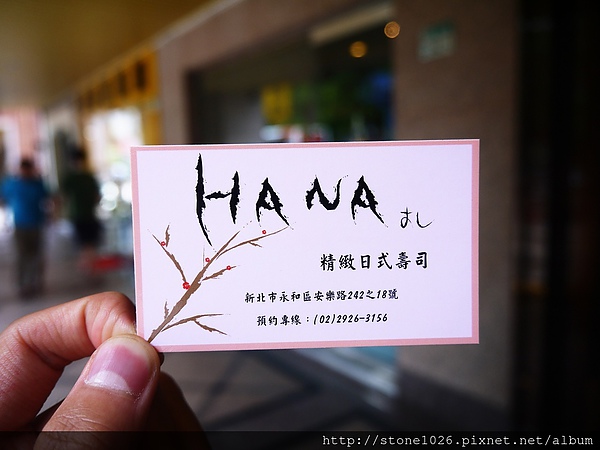 HANA すし
精緻日式壽司
新北市永和區安樂路242之18號
預約專線：(02)2926-3156
http://stone1026.pixnet.net/album